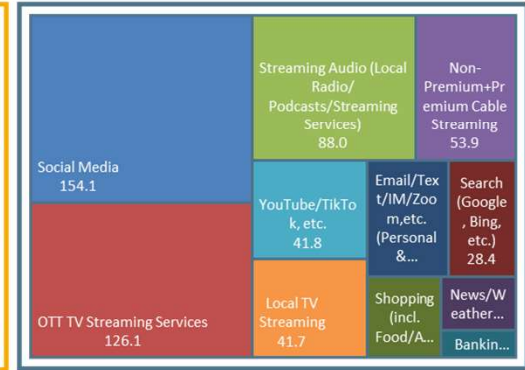 Social Media
154.1
OTT TV Streaming Services
126.1
Streaming Audio (Local
Radio/
Podcasts/Streaming
Services)
88.0
Non-
Premium+Pr
emium Cable
Streaming
53.9
YouTube/TikTo
k, etc.
41.8
Local TV
Streaming
41.7
Email/Tex
t/IM/Zoo
m,etc.
(Personal
&...
Search
(Google
, Bing,
etc.)
28.4
Shopping
(incl.
Food/A...
News/W
eather...
Bankin...